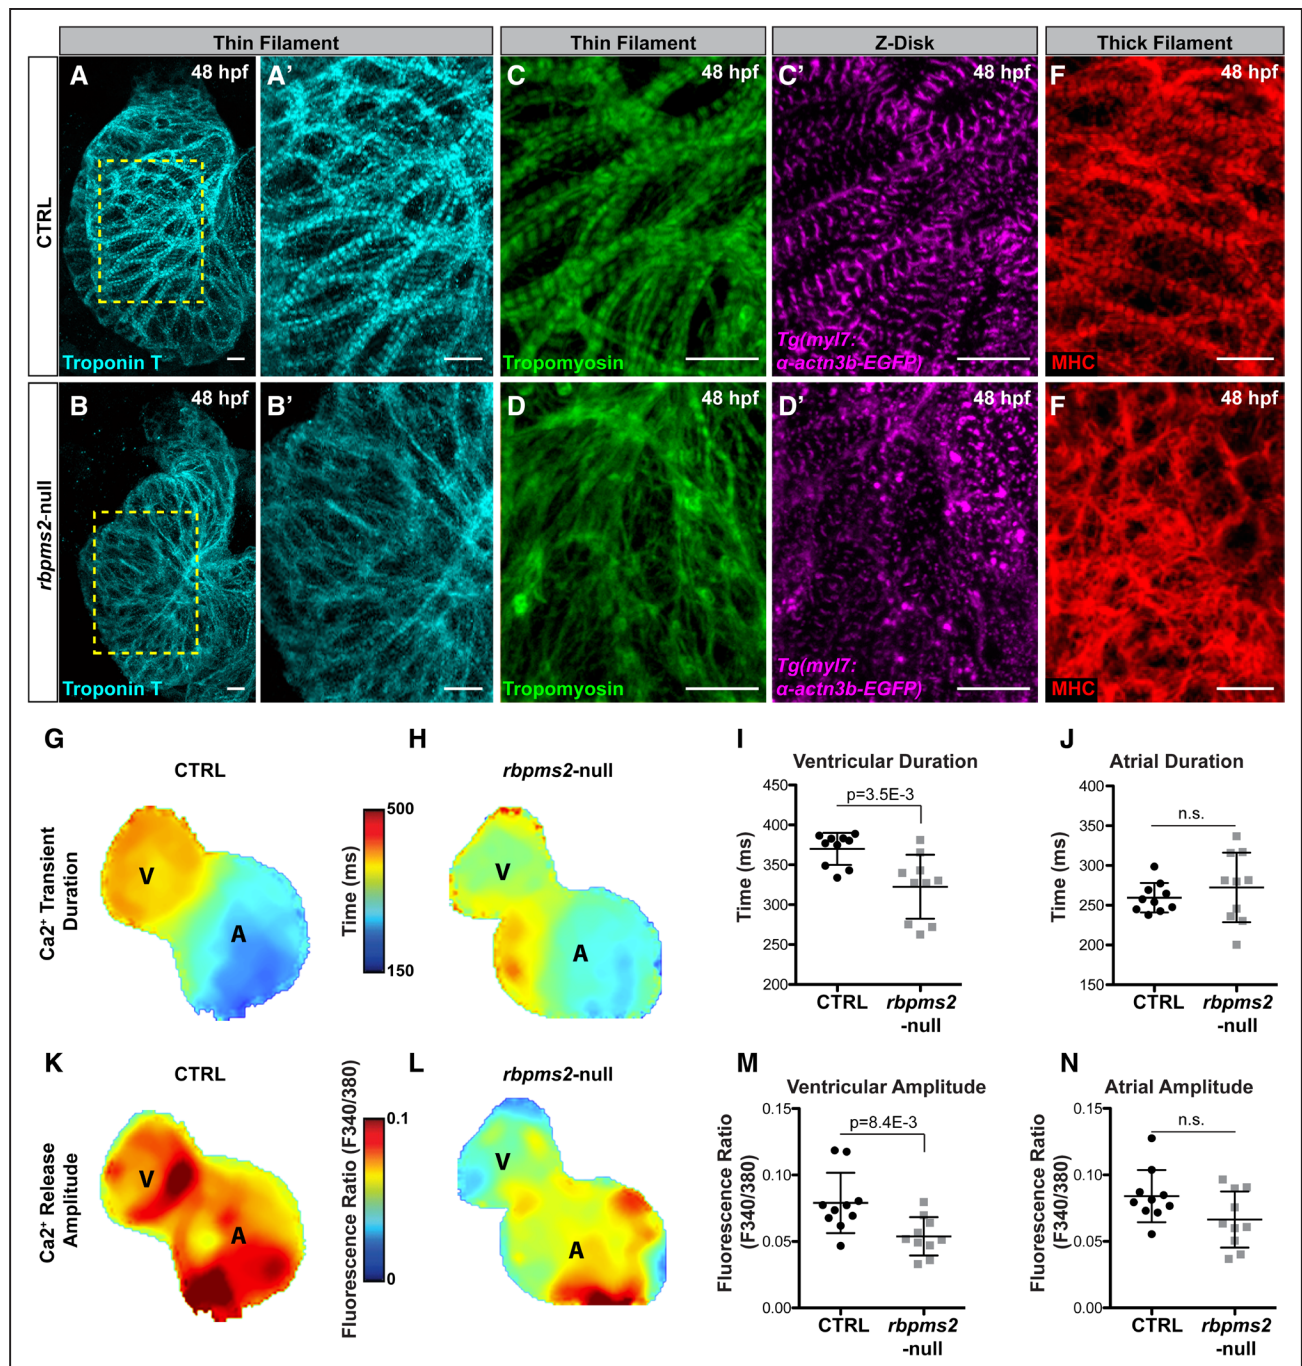 Thin Filament
Thin Filament
Z-Disk
Thick Filament
CTRL
A 48 hpf
Troponin T
A'
C 48 hpf
Tropomyosin
C' 48 hpf
Tg(myl7:
α-actn3b-EGFP)
F 48 hpf
MHC
rbpms2-null
B 48 hpf
Troponin T
B'
D 48 hpf
Tropomyosin
D' 48 hpf
Tg(myl7:
α-actn3b-EGFP)
F 48 hpf
MHC
G
CTRL
Ca2+ Transient
Duration
V
A
500
150
Time (ms)
H
rbpms2-null
V
A
I
Ventricular Duration
p=3.5E-3
Time (ms)
450
400
350
300
250
200
CTRL
rbpms2
-null
J
Atrial Duration
n.s.
Time (ms)
400
350
300
250
200
150
CTRL
rbpms2
-null
K
CTRL
Ca2+ Release
Amplitude
V
A
0.1
0
Fluorescence Ratio (F340/380)
L
rbpms2-null
V
A
M
Ventricular Amplitude
p=8.4E-3
Fluorescence Ratio
(F340/380)
0.15
0.10
0.05
0.00
CTRL
rbpms2
-null
N
Atrial Amplitude
n.s.
Fluorescence Ratio
(F340/380)
0.15
0.10
0.05
0.00
CTRL
rbpms2
-null